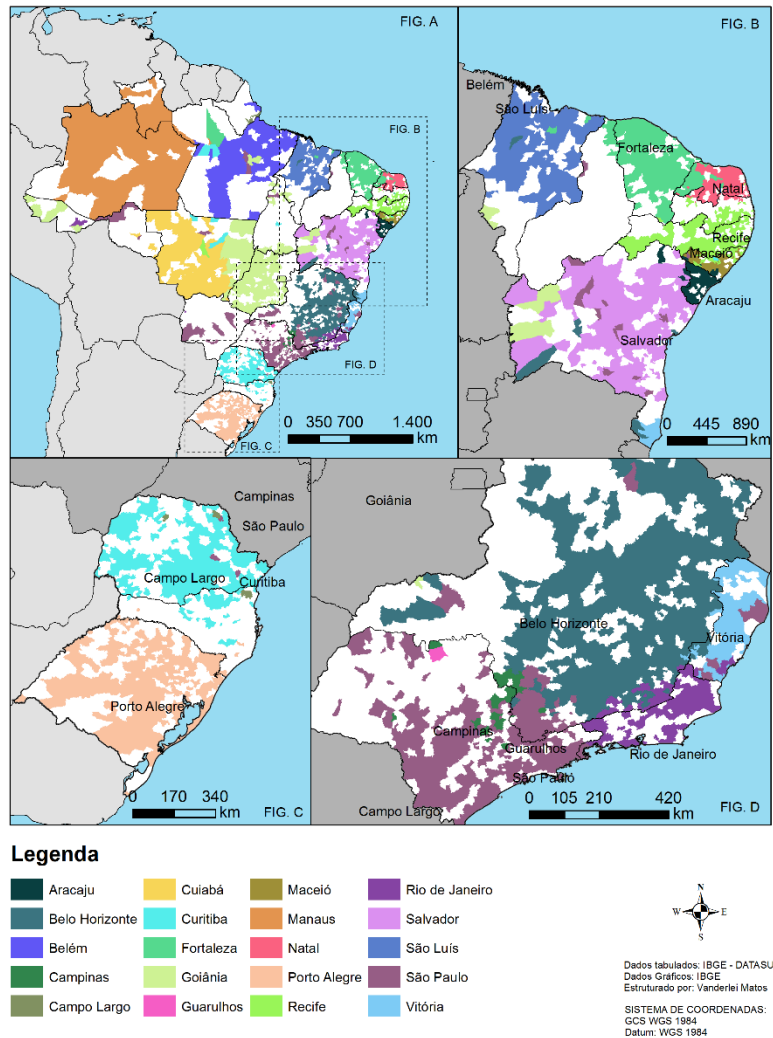 FIG. A
FIG. B
FIG. D
FIG. C
0 350 700 1.400
km
FIG. B
Belém
São Luís
Fortaleza
Natal
Recife
Maceió
Aracaju
Salvador
0 445 890
km
Campinas
São Paulo
Campo Largo
Curitiba
Porto Alegre
0 170 340
km
FIG. C
Goiânia
Belo Horizonte
Vitória
Campinas
Guarulhos
Rio de Janeiro
São Paulo
Campo Largo
0 105 210 420
km
FIG. D
Legenda
Aracaju
Belo Horizonte
Belém
Campinas
Campo Largo
Cuiabá
Curitiba
Fortaleza
Goiânia
Guarulhos
Maceió
Manaus
Natal
Porto Alegre
Recife
Rio de Janeiro
Salvador
São Luís
São Paulo
Vitória
N
W E
S
Dados tabulados: IBGE - DATASU
Dados Gráficos: IBGE
Estruturado por: Vanderlei Matos
SISTEMA DE COORDENADAS:
GCS WGS 1984
Datum: WGS 1984